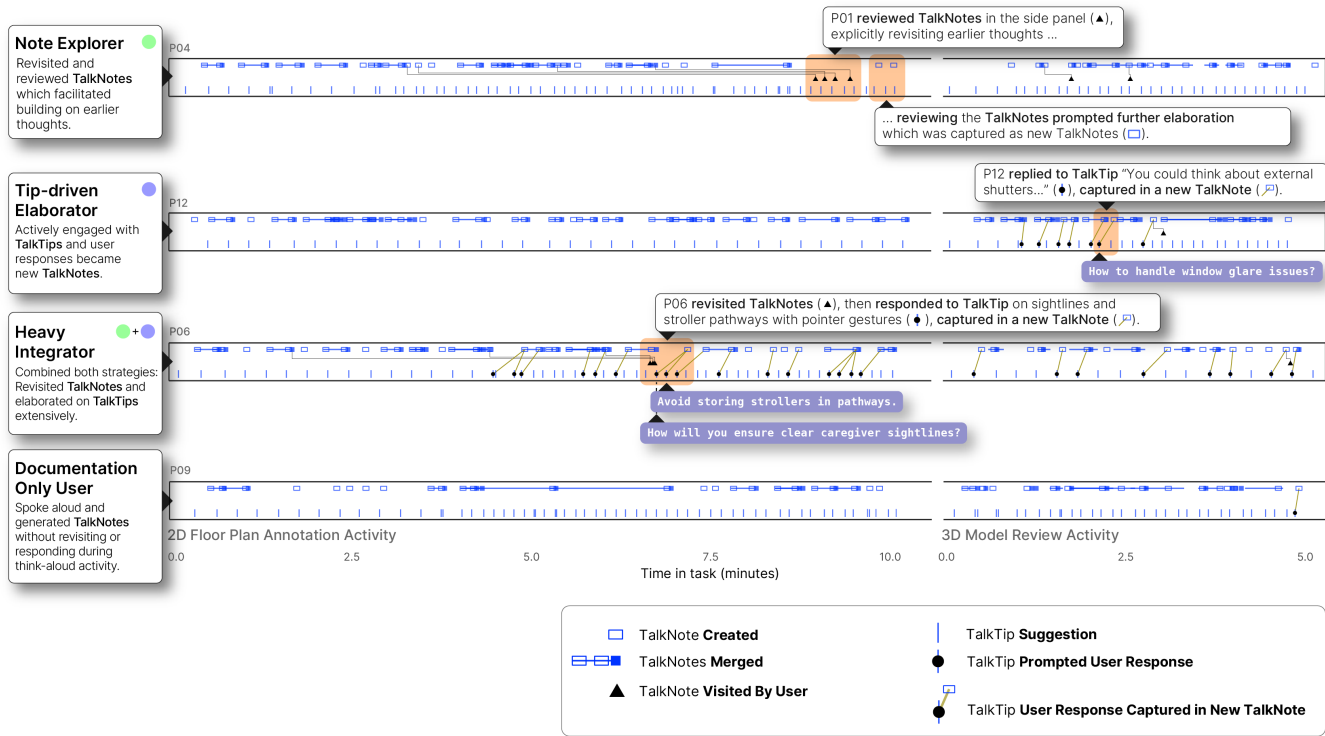 P01 reviewed TalkNotes in the side panel (▲),
explicitly revisiting earlier thoughts ...
Note Explorer
Revisited and
reviewed TalkNotes
which facilitated
building on earlier
thoughts.
P04
... reviewing the TalkNotes prompted further elaboration
which was captured as new TalkNotes (▭).
P12 replied to TalkTip “You could think about external
shutters...” ( ), captured in a new TalkNote ( ).
Tip-driven
Elaborator
Actively engaged with
TalkTips and user
responses became
new TalkNotes.
P12
How to handle window glare issues?
P06 revisited TalkNotes (▲), then responded to TalkTip on sightlines and
stroller pathways with pointer gestures ( ), captured in a new TalkNote ( ).
Heavy
Integrator
+
Combined both strategies:
Revisited TalkNotes and
elaborated on TalkTips
extensively.
P06
Avoid storing strollers in pathways.
How will you ensure clear caregiver sightlines?
Documentation
Only User
Spoke aloud and
generated TalkNotes
without revisiting or
responding during
think-aloud activity.
P09
2D Floor Plan Annotation Activity
3D Model Review Activity
0.0 2.5 5.0 7.5 10.0 0.0 2.5 5.0
Time in task (minutes)
TalkNote Created
TalkNotes Merged
TalkNote Visited By User
TalkTip Suggestion
TalkTip Prompted User Response
TalkTip User Response Captured in New TalkNote